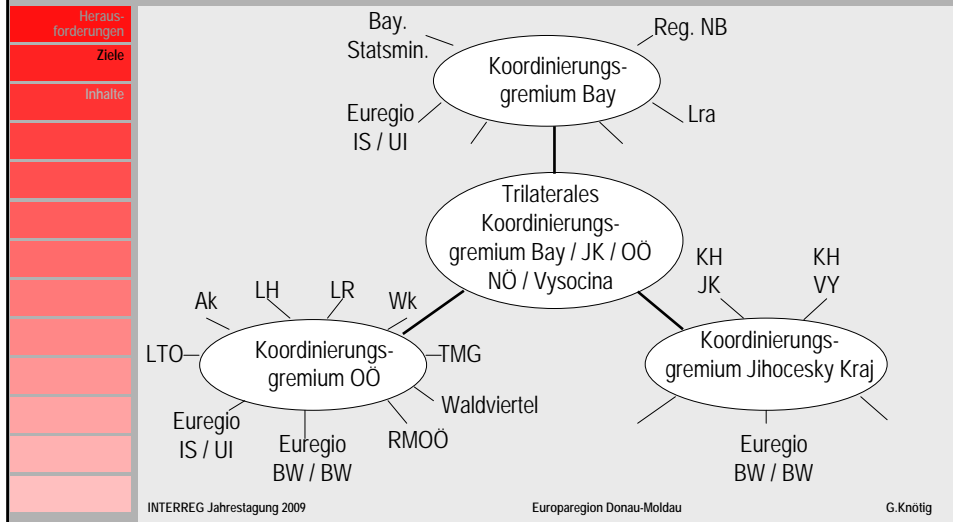 Heraus-
forderungen
Ziele
Inhalte
Bay.
Statsmin.
Reg. NB
Koordinierungs-
gremium Bay
Euregio
IS / UI
Lra
Trilaterales
Koordinierungs-
gremium Bay / JK / OÖ
NÖ / Vysocina
KH
JK
KH
VY
Ak
LH
LR
Wk
LTO
Koordinierungs-
gremium OÖ
TMG
Koordinierungs-
gremium Jihocesky Kraj
Waldviertel
Euregio
IS / UI
Euregio
BW / BW
RMOÖ
Euregio
BW / BW
INTERREG Jahrestagung 2009
Europaregion Donau-Moldau
G.Knötig